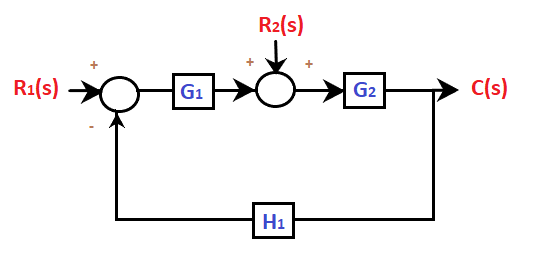 R₂(s)
+ + +
R₁(s) G₁ G₂ C(s)
-
H₁